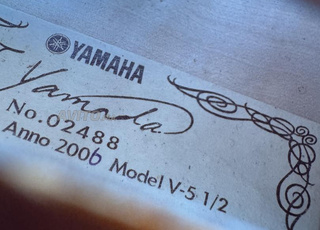 YAMAHA
Yamada
No. 02488
Anno 2006 Model V-5 1/2